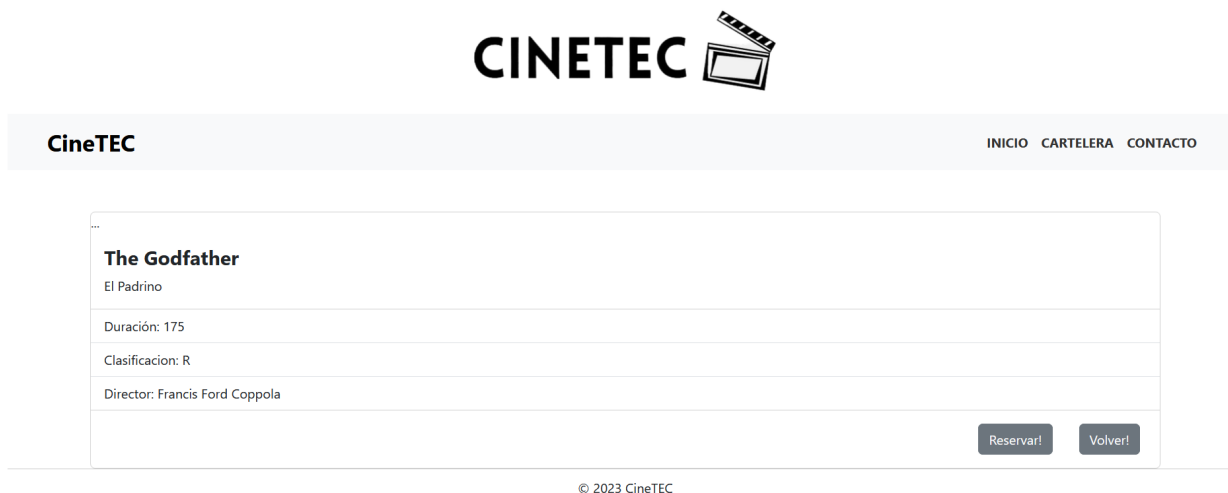 CINETEC
CineTEC
INICIO CARTELERA CONTACTO
...
The Godfather
El Padrino
Duración: 175
Clasificacion: R
Director: Francis Ford Coppola
Reservar! Volver!
© 2023 CineTEC